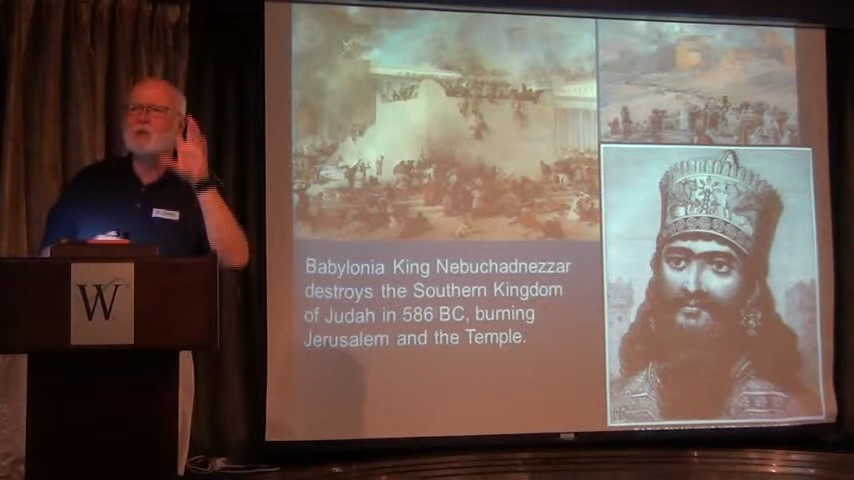 Babylonia King Nebuchadnezzar
destroys the Southern Kingdom
of Judah in 586 BC, burning
Jerusalem, and the Temple.
W